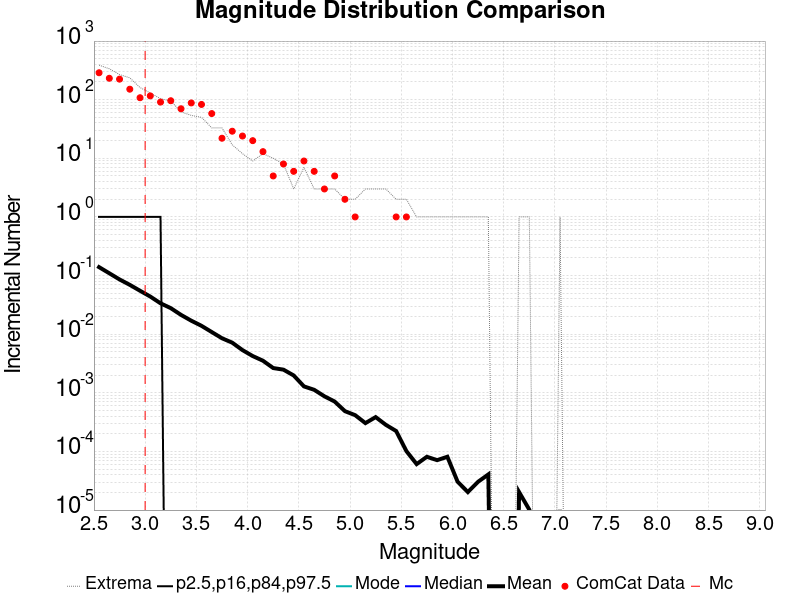 Magnitude Distribution Comparison
10 3
10 2
10 1
10 0
10 -1
10 -2
10 -3
10 -4
10 -5
Incremental Number
2.5 3.0 3.5 4.0 4.5 5.0 5.5 6.0 6.5 7.0 7.5 8.0 8.5 9.0
Magnitude
Extrema p2.5,p16,p84,p97.5 Mode Median Mean ComCat Data Mc